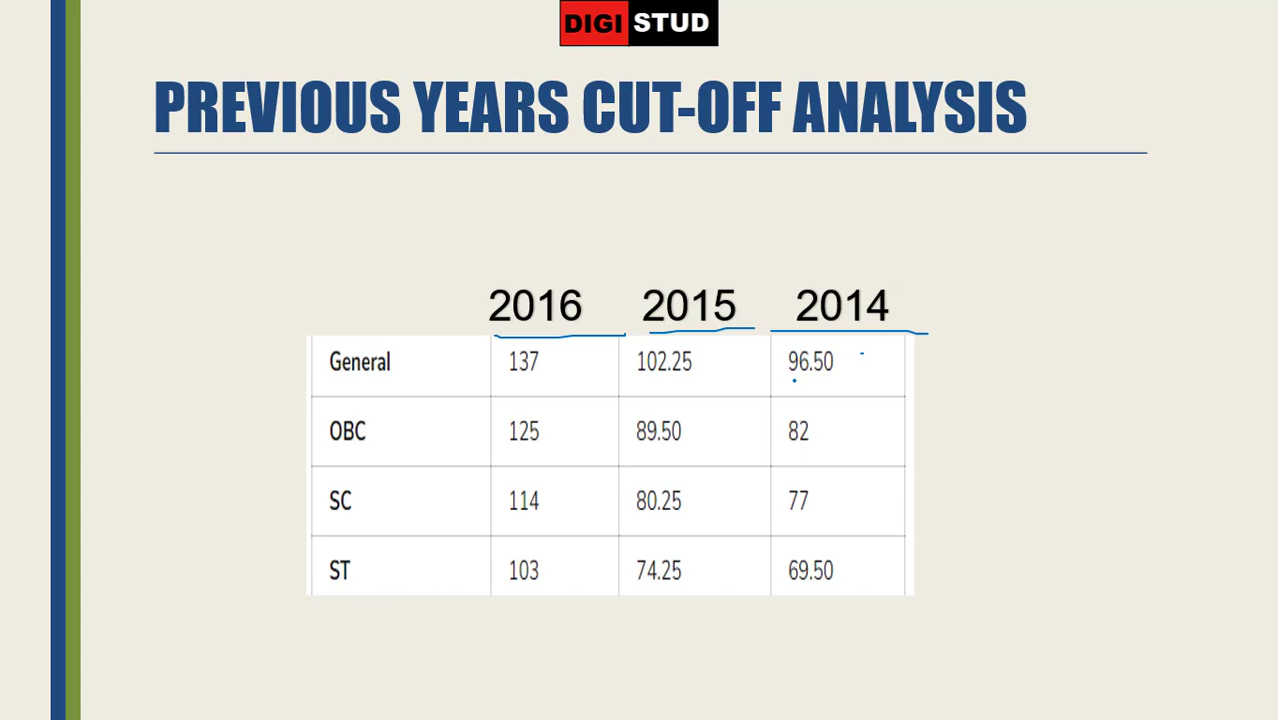 DIGI STUD
PREVIOUS YEARS CUT-OFF ANALYSIS
2016 2015 2014
General 137 102.25 96.50
OBC 125 89.50 82
SC 114 80.25 77
ST 103 74.25 69.50